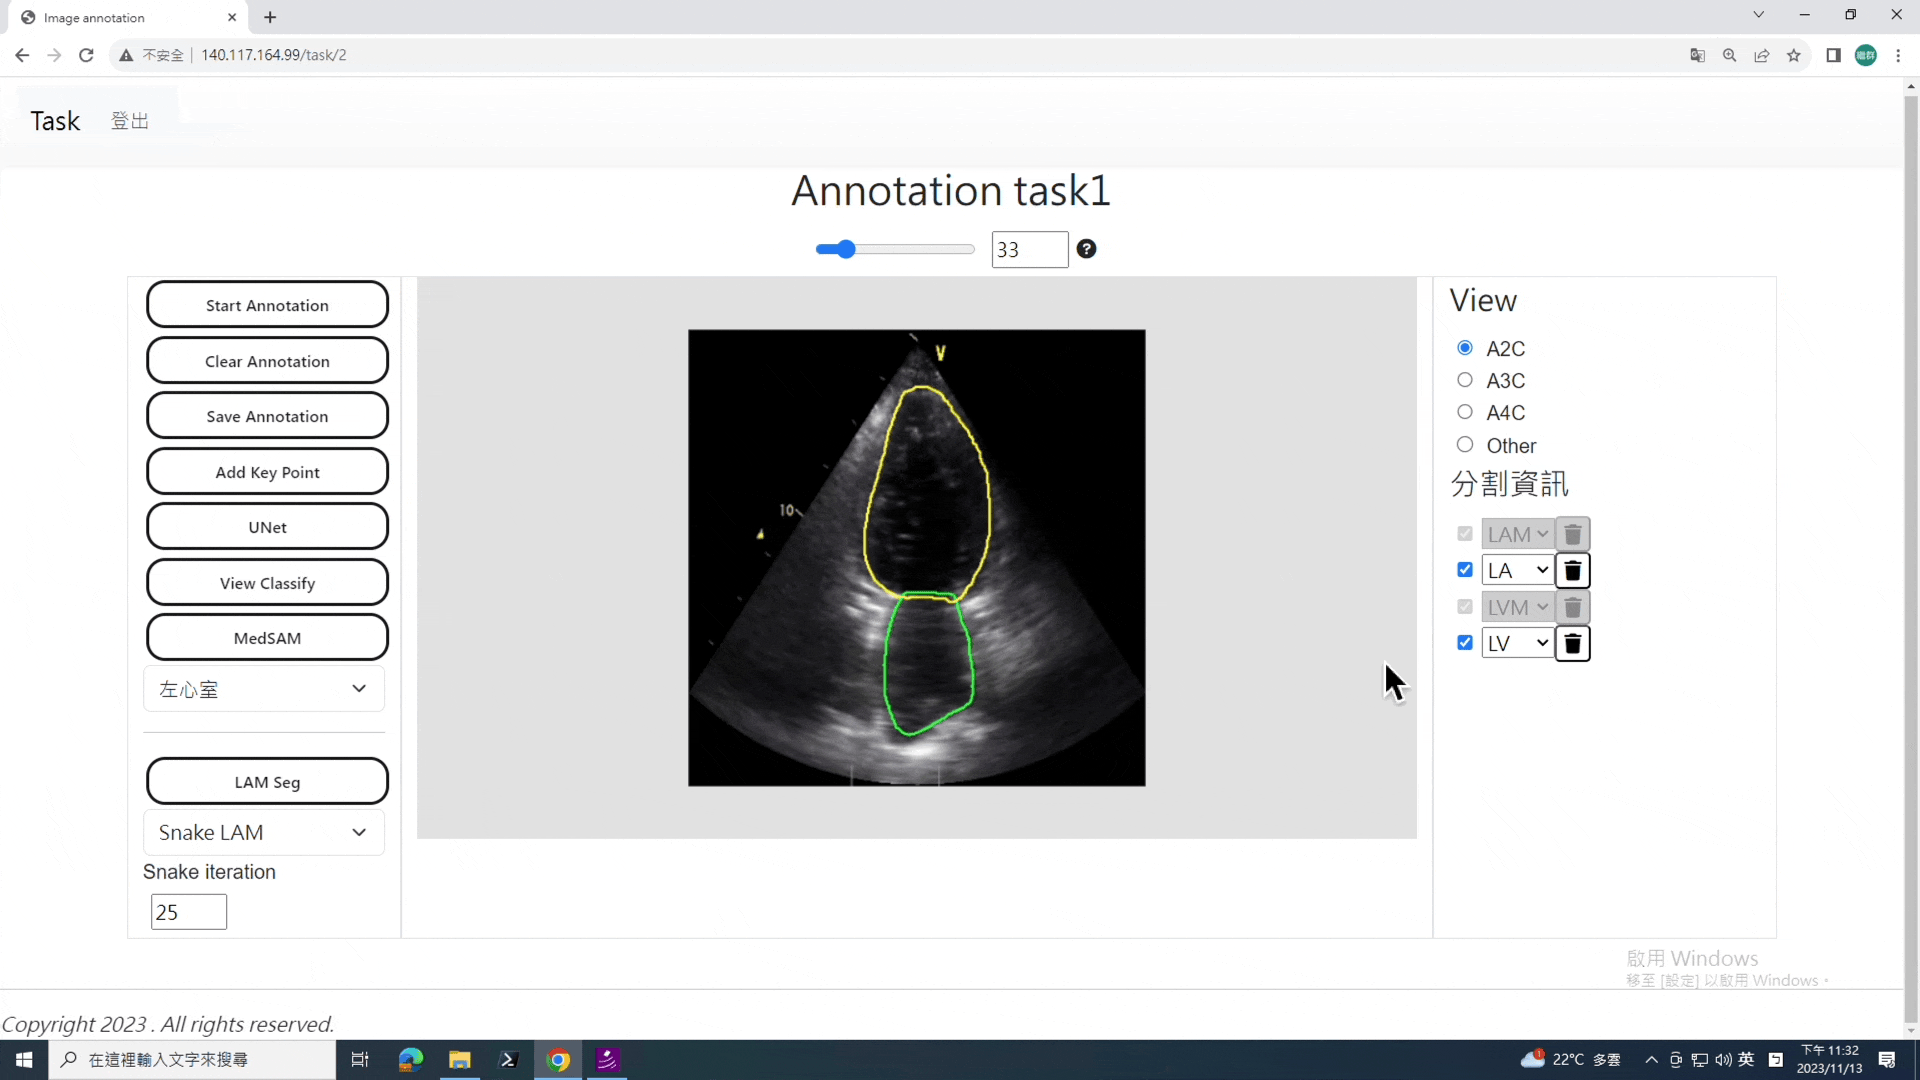 Image annotation
不安全 | 140.117.164.99/task/2
繼群
Task 登出
Annotation task1
33
Start Annotation
Clear Annotation
Save Annotation
Add Key Point
UNet
View Classify
MedSAM
左心室
LAM Seg
Snake LAM
Snake iteration
25
V
10
View
A2C
A3C
A4C
Other
分割資訊
LAM
LA
LVM
LV
啟用 Windows
移至 [設定] 以啟用 Windows。
Copyright 2023 . All rights reserved.
在這裡輸入文字來搜尋
1
22°C 多雲
英
下午 11:32
2023/11/13